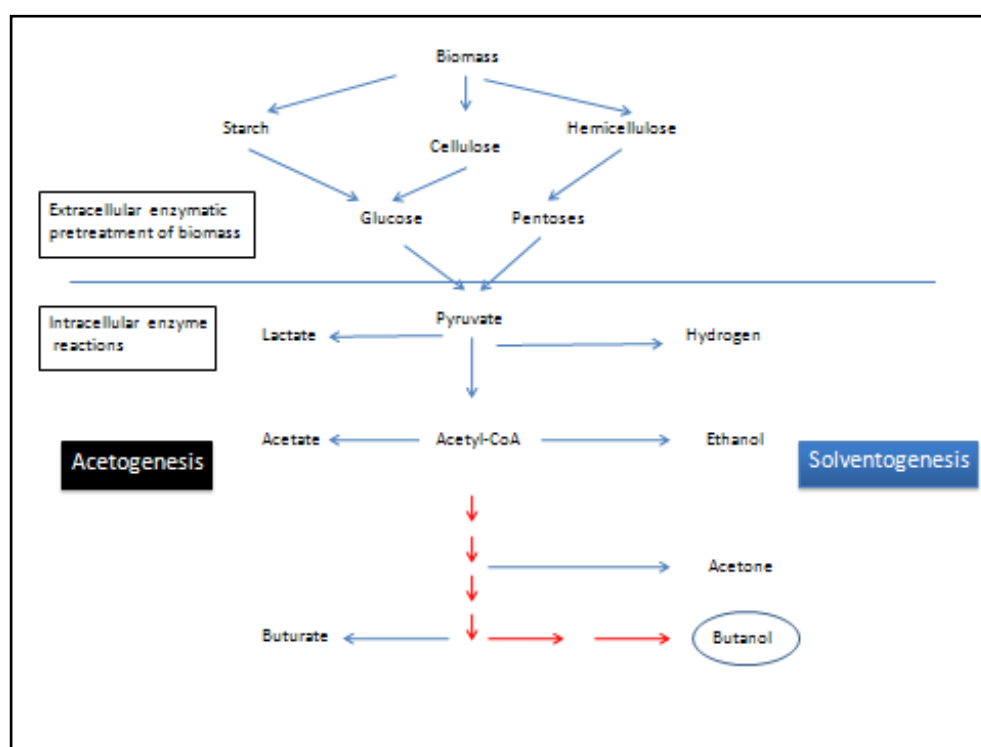 Biomass
Starch
Hemicellulose
Cellulose
Extracellular enzymatic
pretreatment of biomass
Glucose
Pentoses
Intracellular enzyme
reactions
Pyruvate
Lactate
Hydrogen
Acetate
Acetyl-CoA
Ethanol
Acetogenesis
Solventogenesis
Acetone
Buturate
Butanol